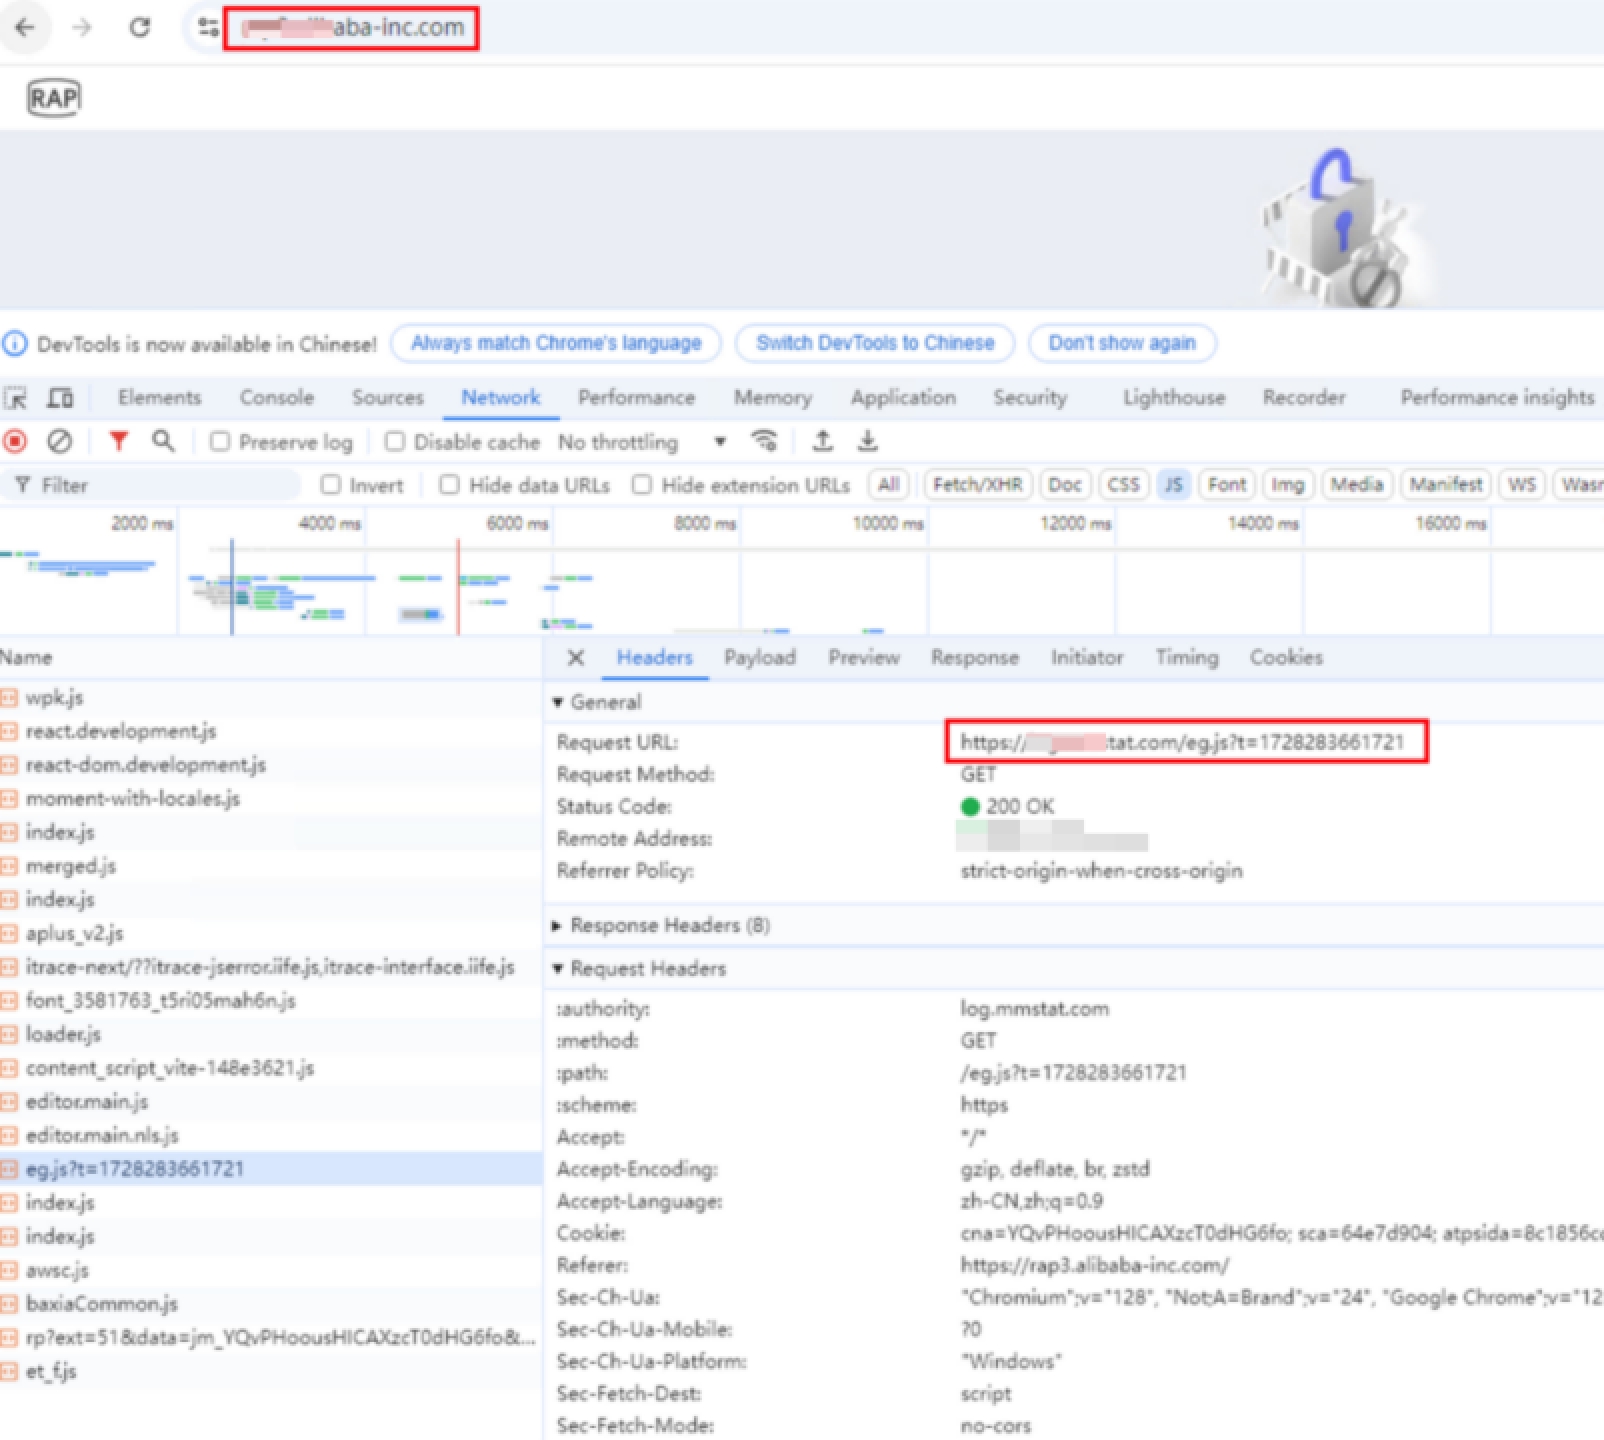 aba-inc.com
RAP
DevTools is now available in Chinese! Always match Chrome's language Switch DevTools to Chinese Don't show again
Elements Console Sources Network Performance Memory Application Security Lighthouse Recorder Performance insights
Preserve log Disable cache No throttling
Filter Invert Hide data URLs Hide extension URLs All Fetch/XHR Doc CSS JS Font Img Media Manifest WS Wasm
2000 ms 4000 ms 6000 ms 8000 ms 10000 ms 12000 ms 14000 ms 16000 ms
Name
wpk.js
react.development.js
react-dom.development.js
moment-with-locales.js
index.js
merged.js
index.js
aplus_v2.js
itrace-next/??itrace-jserror.iife.js,itrace-interface.iife.js
font_3581763_t5ri05mah6n.js
loader.js
content_script_vite-148e3621.js
editor.main.js
editor.main.nls.js
eg.js?t=1728283661721
index.js
index.js
awsc.js
baxiaCommon.js
rp?ext=51&data=jm_YQvPHoousHICAXzcT0dHG6fo&...
et_f.js
Headers Payload Preview Response Initiator Timing Cookies
General
Request URL: https:// tat.com/eg.js?t=1728283661721
Request Method: GET
Status Code: 200 OK
Remote Address:
Referrer Policy: strict-origin-when-cross-origin
Response Headers (8)
Request Headers
:authority: log.mmstat.com
:method: GET
:path: /eg.js?t=1728283661721
:scheme: https
Accept: */*
Accept-Encoding: gzip, deflate, br, zstd
Accept-Language: zh-CN,zh;q=0.9
Cookie: cna=YQvPHoousHICAXzcT0dHG6fo; sca=64e7d904; atpsida=8c1856c
Referer: https://rap3.alibaba-inc.com/
Sec-Ch-Ua: "Chromium";v="128", "Not;A=Brand";v="24", "Google Chrome";v="12
Sec-Ch-Ua-Mobile: ?0
Sec-Ch-Ua-Platform: "Windows"
Sec-Fetch-Dest: script
Sec-Fetch-Mode: no-cors